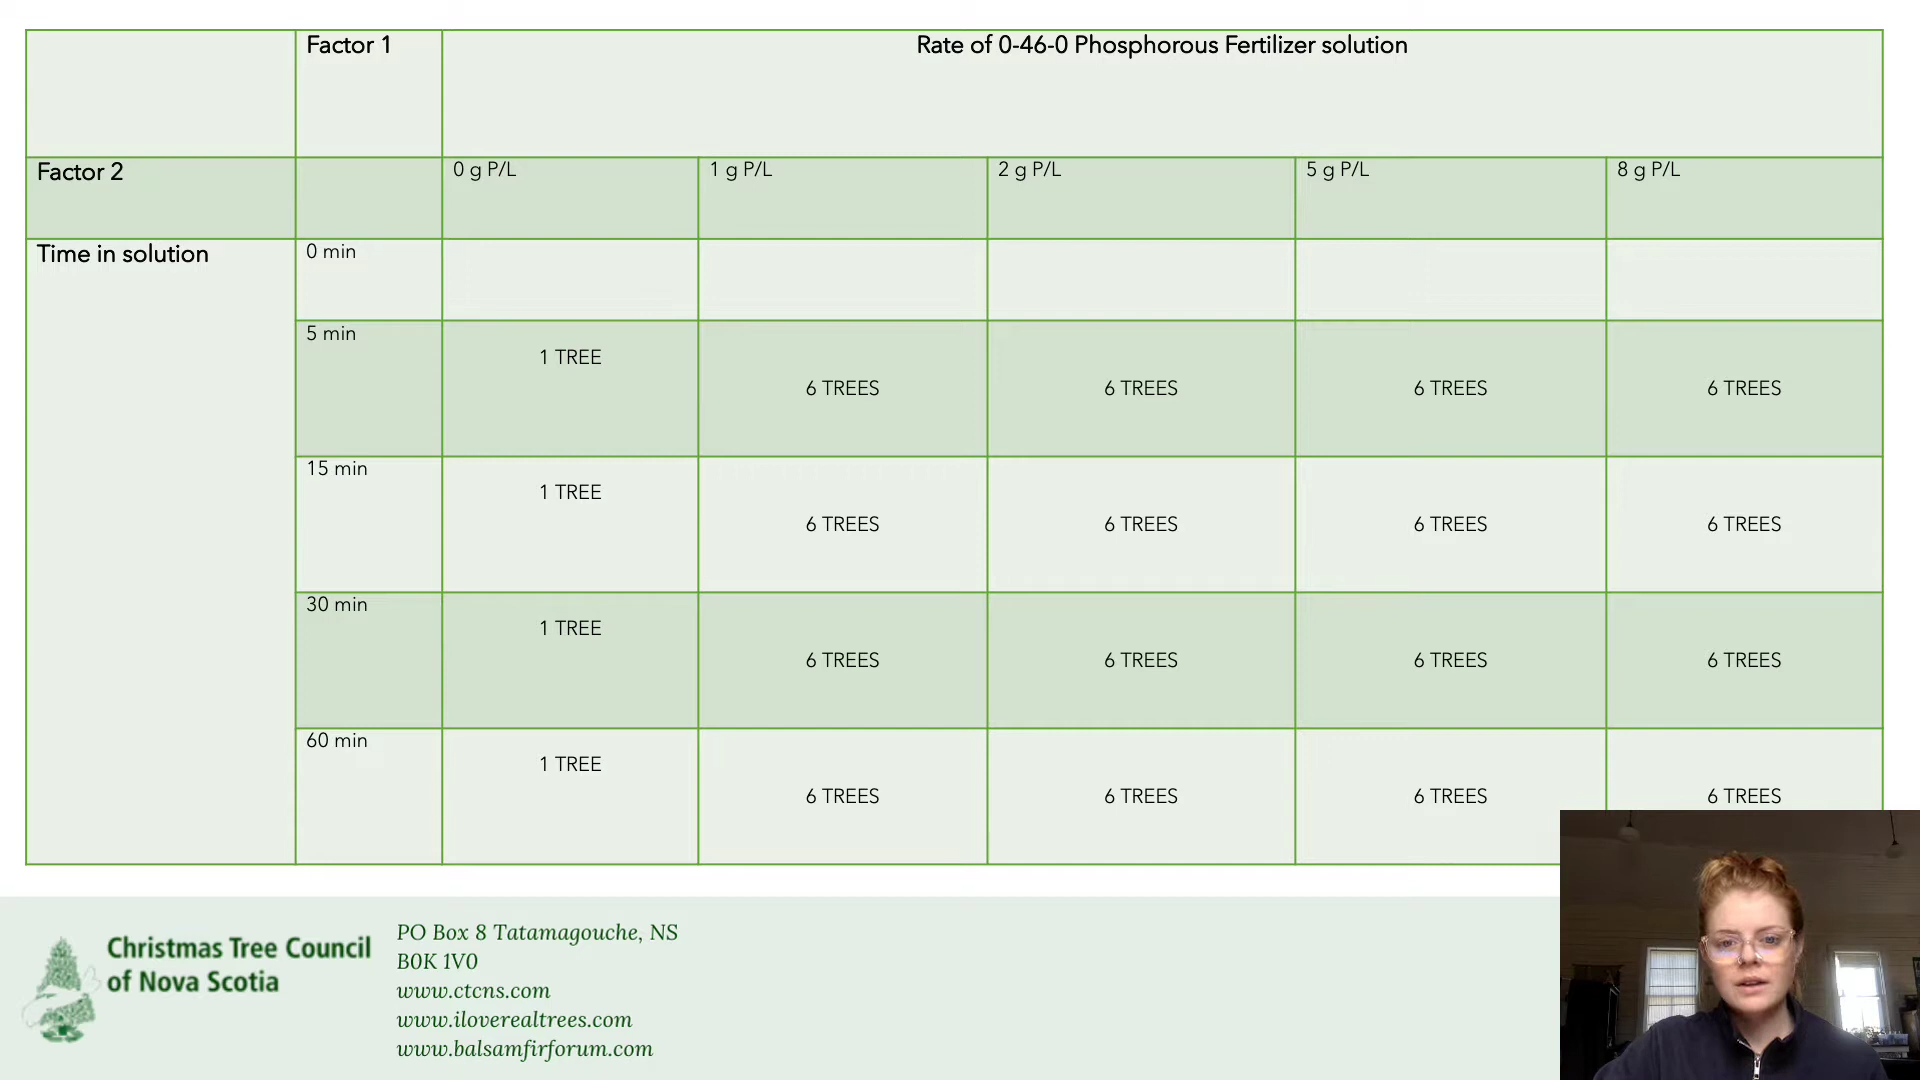 Factor 1
Rate of 0-46-0 Phosphorous Fertilizer solution
Factor 2
0 g P/L
1 g P/L
2 g P/L
5 g P/L
8 g P/L
Time in solution
0 min
5 min
1 TREE
6 TREES
6 TREES
6 TREES
6 TREES
15 min
1 TREE
6 TREES
6 TREES
6 TREES
6 TREES
30 min
1 TREE
6 TREES
6 TREES
6 TREES
6 TREES
60 min
1 TREE
6 TREES
6 TREES
6 TREES
6 TREES
Christmas Tree Council
of Nova Scotia
PO Box 8 Tatamagouche, NS
B0K 1V0
www.ctcns.com
www.iloverealtrees.com
www.balsamfirforum.com